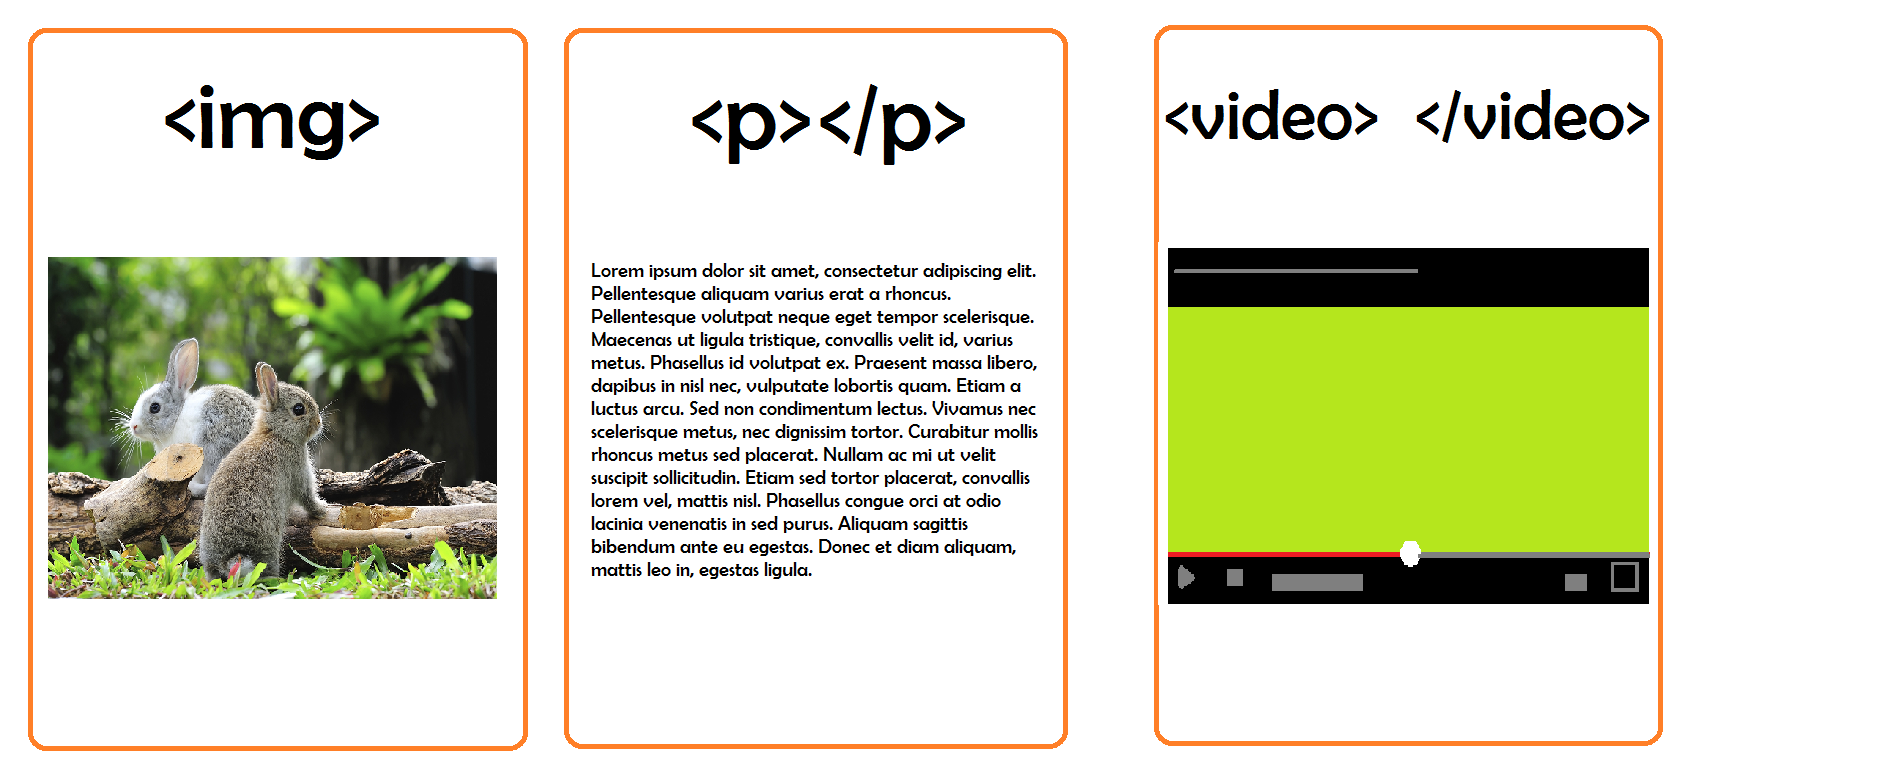 <img>
<p></p>
Lorem ipsum dolor sit amet, consectetur adipiscing elit.
Pellentesque aliquam varius erat a rhoncus.
Pellentesque volutpat neque eget tempor scelerisque.
Maecenas ut ligula tristique, convallis velit id, varius
metus. Phasellus id volutpat ex. Praesent massa libero,
dapibus in nisl nec, vulputate lobortis quam. Etiam a
luctus arcu. Sed non condimentum lectus. Vivamus nec
scelerisque metus, nec dignissim tortor. Curabitur mollis
rhoncus metus sed placerat. Nullam ac mi ut velit
suscipit sollicitudin. Etiam sed tortor placerat, convallis
lorem vel, mattis nisl. Phasellus congue orci at odio
lacinia venenatis in sed purus. Aliquam sagittis
bibendum ante eu egestas. Donec et diam aliquam,
mattis leo in, egestas ligula.
<video> </video>